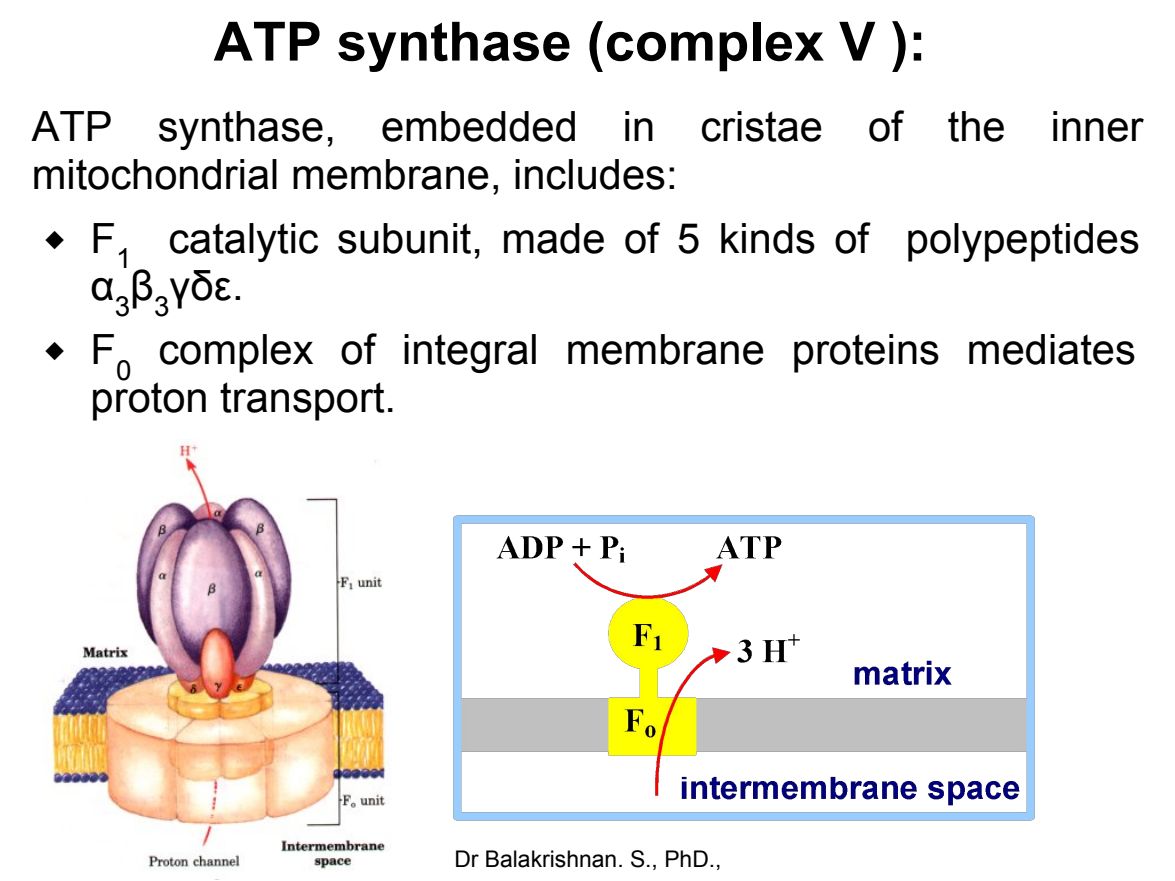 ATP synthase (complex V ):
ATP synthase, embedded in cristae of the inner
mitochondrial membrane, includes:
◆ F₁ catalytic subunit, made of 5 kinds of polypeptides
α₃β₃γδε.
◆ F₀ complex of integral membrane proteins mediates
proton transport.
H⁺
α
β
β
α
α
β
F₁ unit
Matrix
δ
γ
ε
Fₒ unit
Intermembrane
space
Proton channel
ADP + Pᵢ
ATP
F₁
3 H⁺
matrix
Fₒ
intermembrane space
Dr Balakrishnan. S., PhD.,